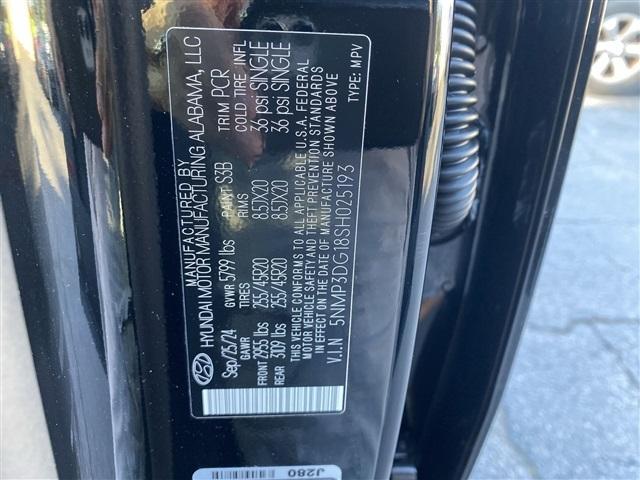 MANUFACTURED BY
HYUNDAI MOTOR MANUFACTURING ALABAMA, LLC
Sep/25/24 GVWR 5799 lbs PAINT S3B TRIM PCR
GAWR TIRES RIMS COLD TIRE INFL
FRONT 2955 lbs 255/45R20 8.5JX20 36 psi SINGLE
REAR 3109 lbs 255/45R20 8.5JX20 36 psi SINGLE
THIS VEHICLE CONFORMS TO ALL APPLICABLE U.S.A. FEDERAL
MOTOR VEHICLE SAFETY AND THEFT PREVENTION STANDARDS
IN EFFECT ON THE DATE OF MANUFACTURE SHOWN ABOVE
V.I.N 5NMP3DG18SH025193 TYPE: MPV
J280